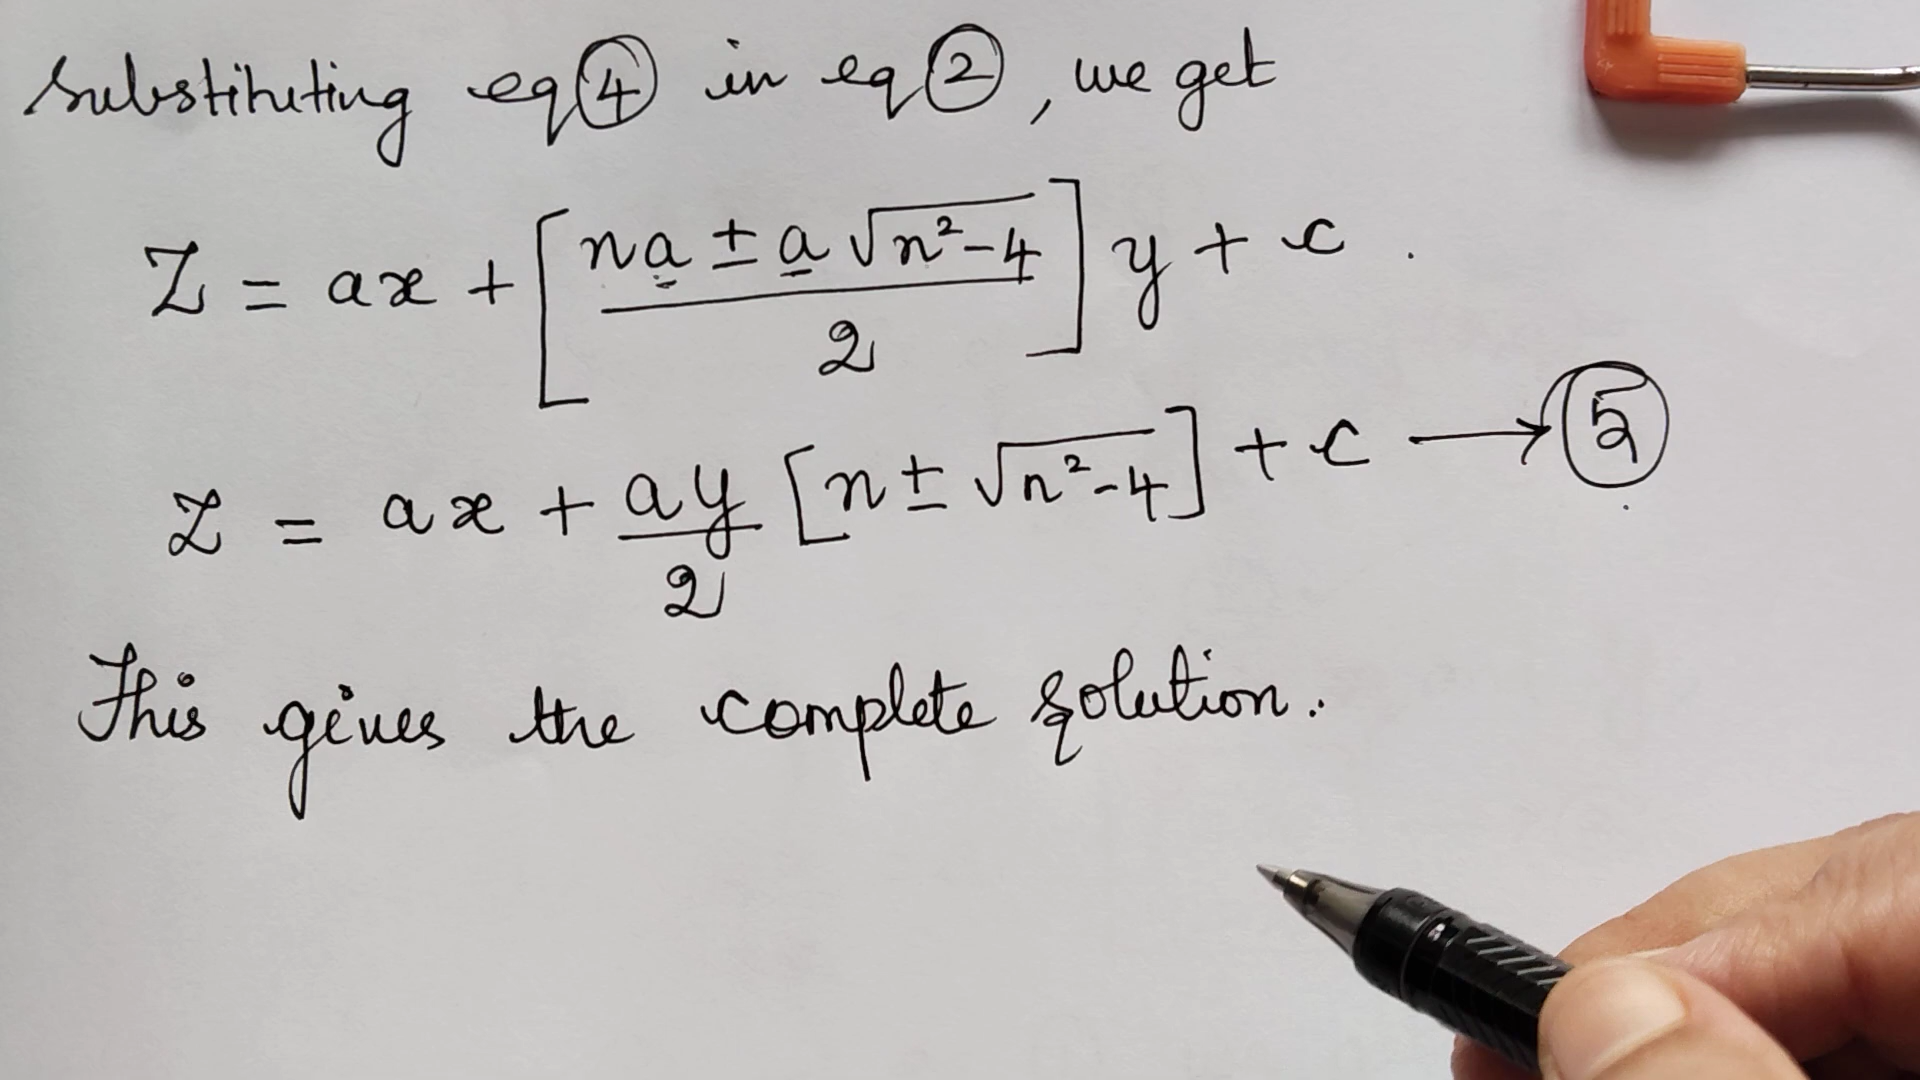 substituting eq ④ in eq ②, we get
Z = ax + [ (na ± a √(n²-4)) / 2 ] y + c .
Z = ax + ay/2 [n ± √(n²-4)] + c ⟶ ⑤
This gives the complete solution.